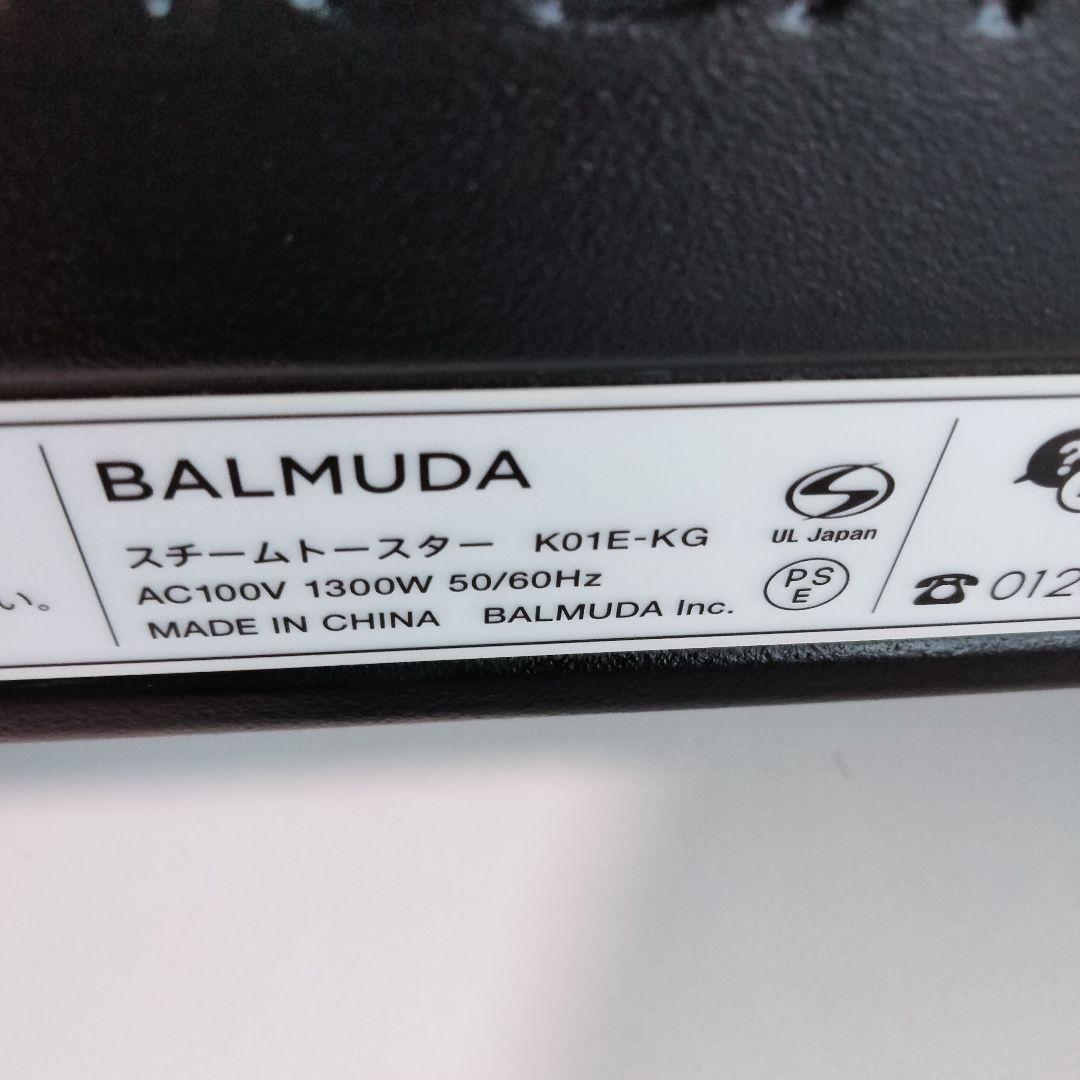 BALMUDA
スチームトースター K01E-KG
AC100V 1300W 50/60Hz
MADE IN CHINA BALMUDA Inc.
UL Japan
PSE
012
い。